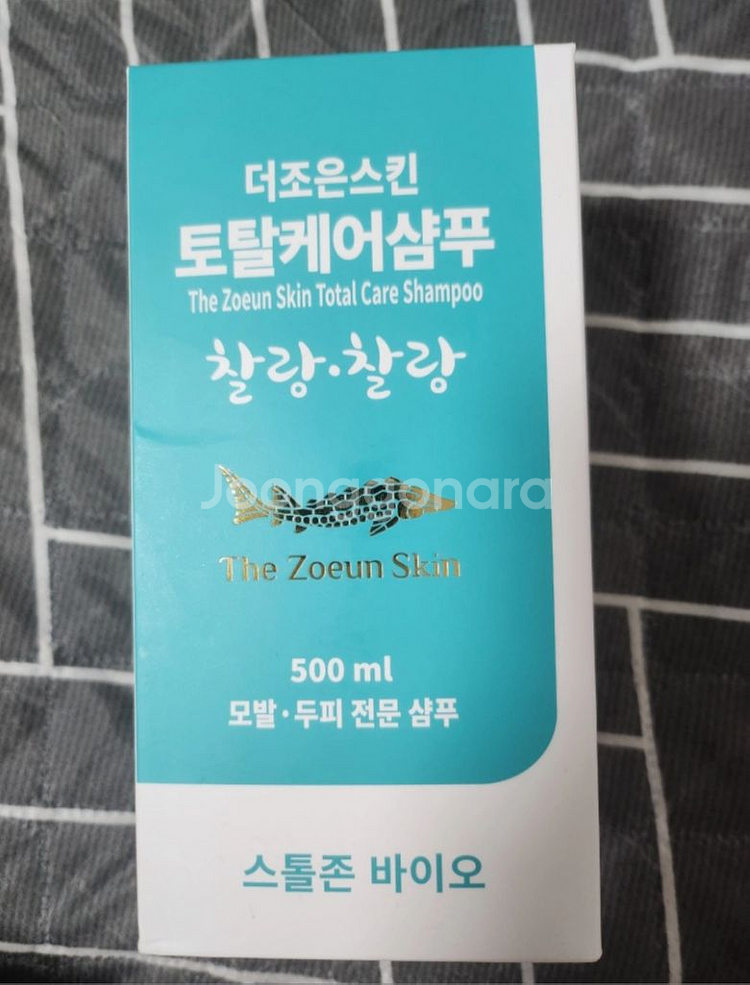 더조은스킨
토탈케어샴푸
The Zoeun Skin Total Care Shampoo
찰랑·찰랑
Joonggonara
The Zoeun Skin
500 ml
모발·두피 전문 샴푸
스톨존 바이오